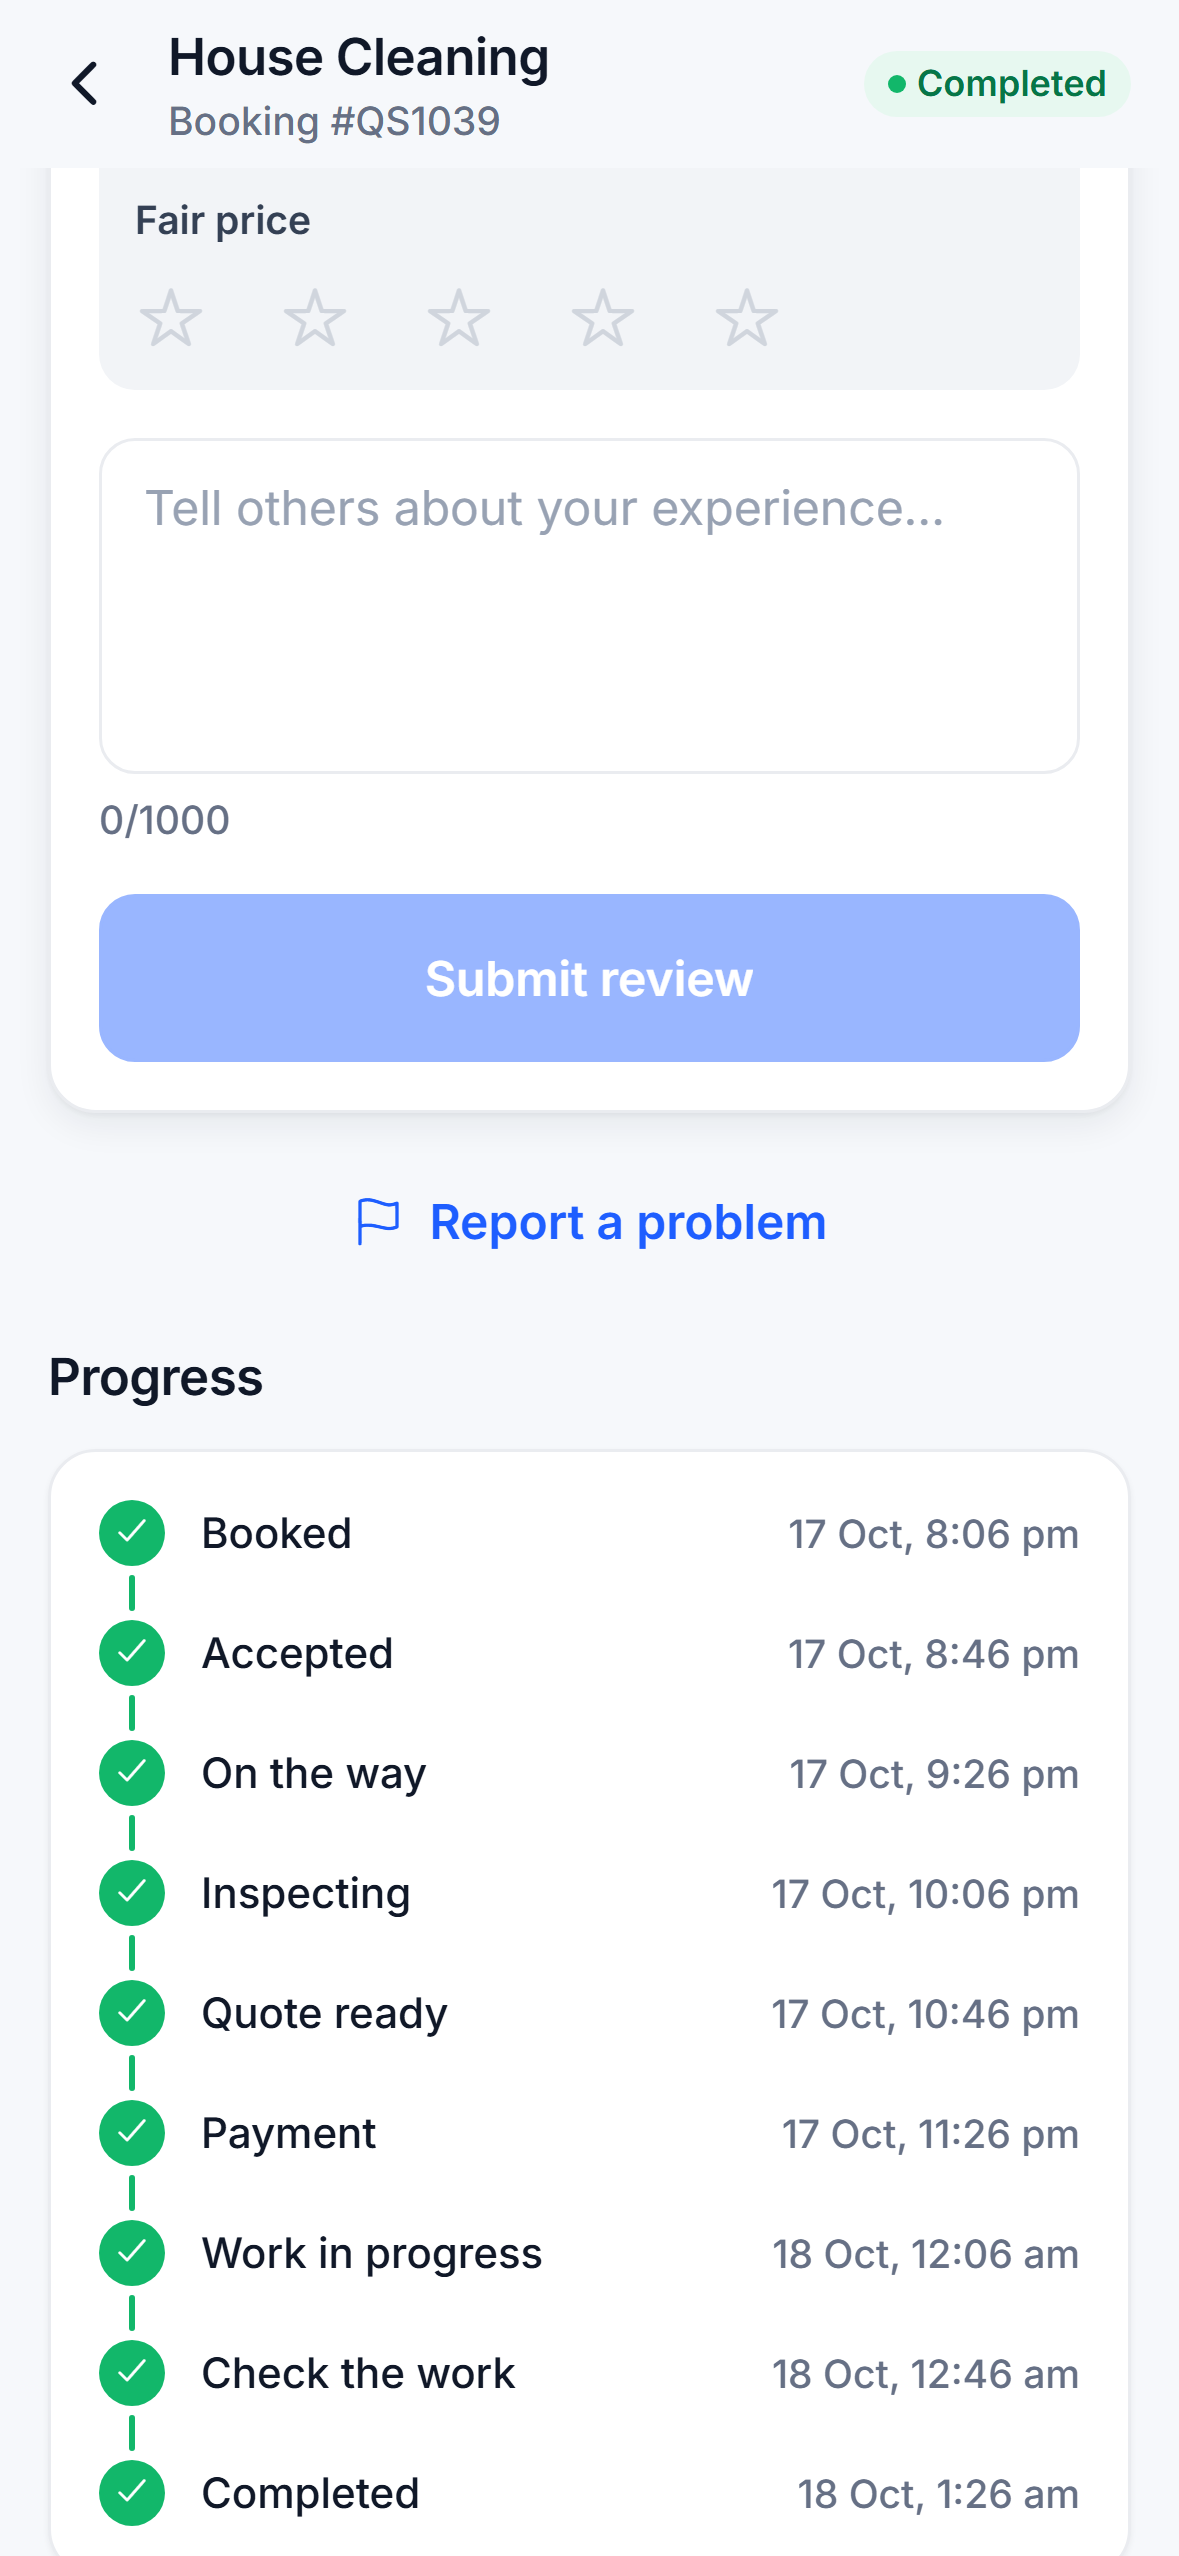 House Cleaning
Booking #QS1039
Completed
Fair price
Tell others about your experience...
0/1000
Submit review
Report a problem
Progress
Booked 17 Oct, 8:06 pm
Accepted 17 Oct, 8:46 pm
On the way 17 Oct, 9:26 pm
Inspecting 17 Oct, 10:06 pm
Quote ready 17 Oct, 10:46 pm
Payment 17 Oct, 11:26 pm
Work in progress 18 Oct, 12:06 am
Check the work 18 Oct, 12:46 am
Completed 18 Oct, 1:26 am